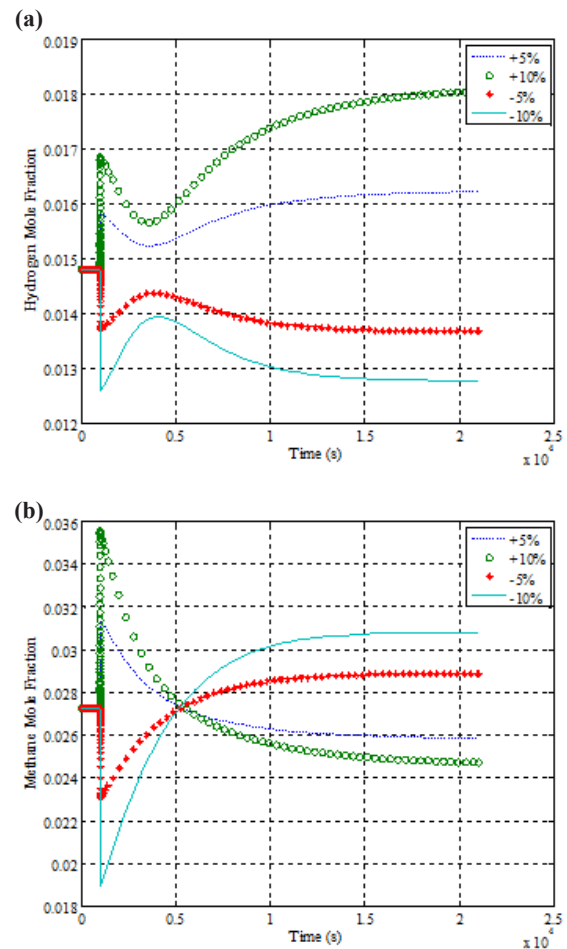 (a)
0.019
0.018
0.017
0.016
0.015
0.014
0.013
0.012
Hydrogen Mole Fraction
+5%
+10%
-5%
-10%
0 0.5 1 1.5 2 2.5
Time (s)
x 10^4
(b)
0.036
0.034
0.032
0.03
0.028
0.026
0.024
0.022
0.02
0.018
Methane Mole Fraction
+5%
+10%
-5%
-10%
0 0.5 1 1.5 2 2.5
Time (s)
x 10^4